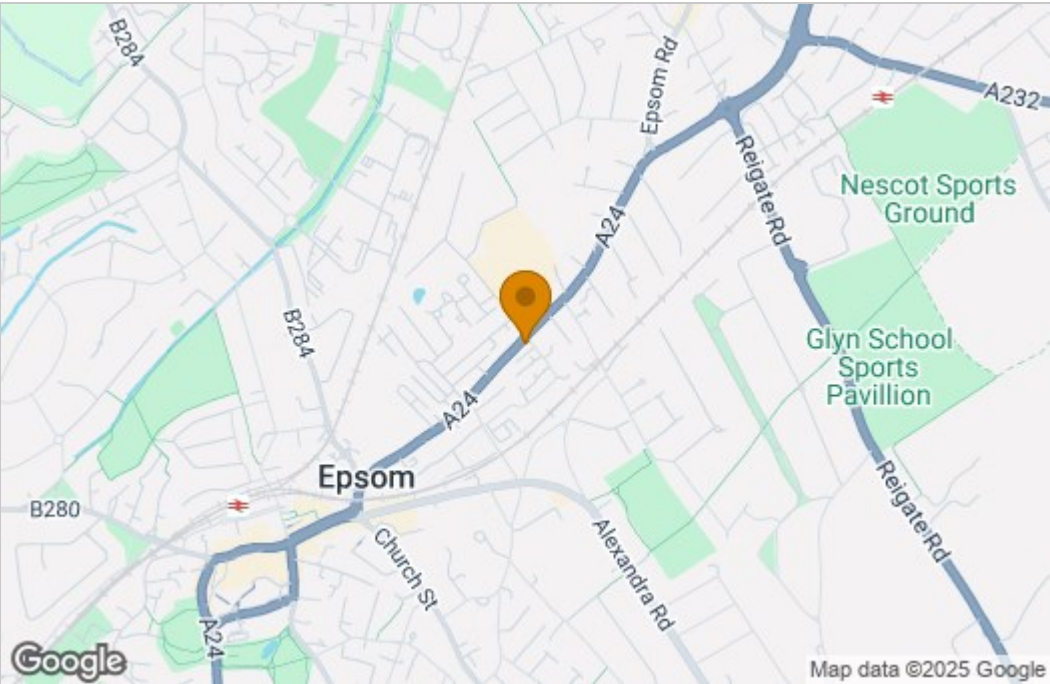 B284
Epsom Rd
A232
A24
Reigate Rd
Nescot Sports
Ground
B284
Glyn School
Sports
Pavillion
A24
Epsom
B280
Reigate Rd
Alexandra Rd
Church St
A24
Google
Map data ©2025 Google